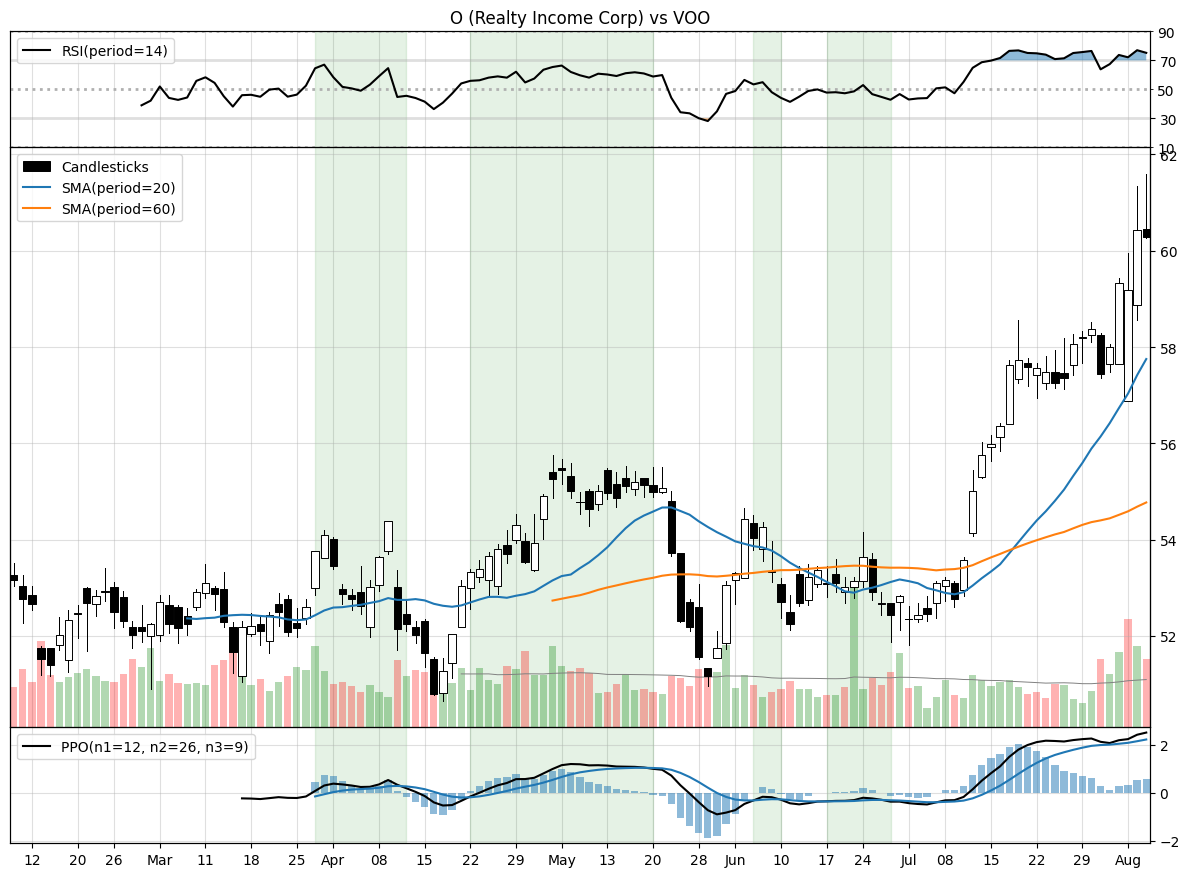 O (Realty Income Corp) vs VOO
RSI(period=14)
90
70
50
30
10
Candlesticks
SMA(period=20)
SMA(period=60)
62
60
58
56
54
52
PPO(n1=12, n2=26, n3=9)
2
0
−2
12 20 26 Mar 11 18 25 Apr 08 15 22 29 May 13 20 28 Jun 10 17 24 Jul 08 15 22 29 Aug